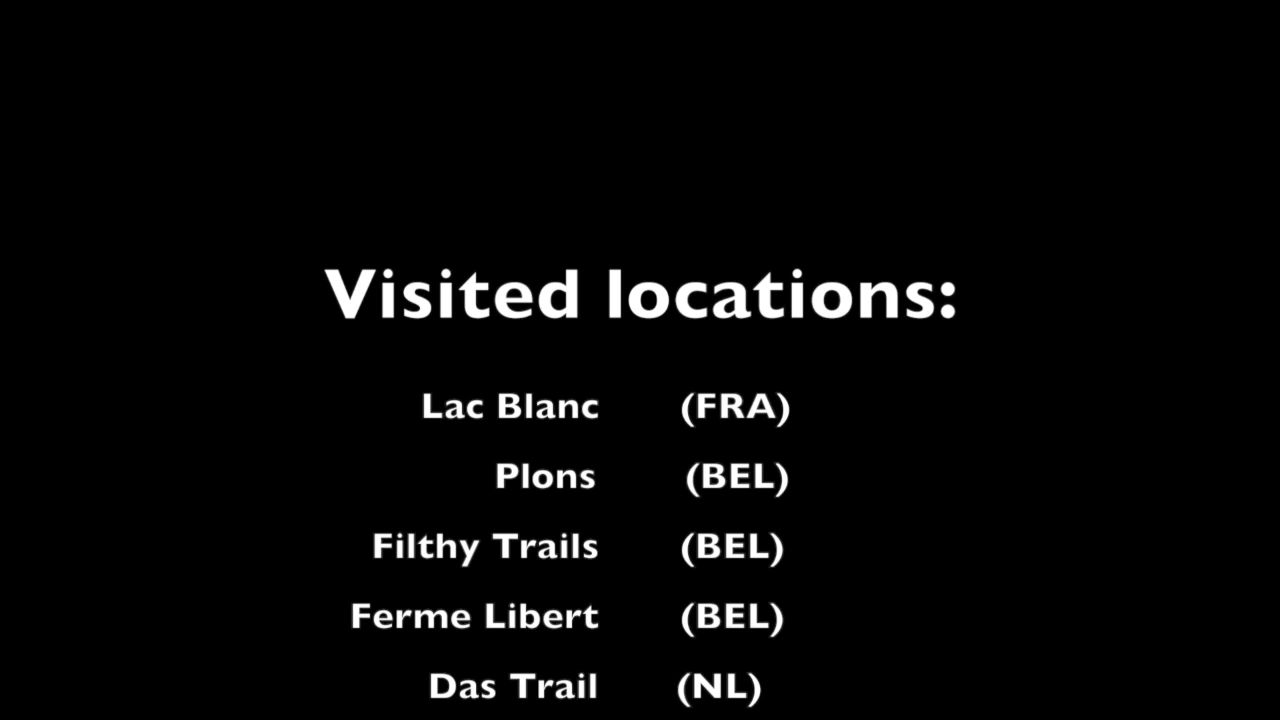 Visited locations:
Lac Blanc (FRA)
Plons (BEL)
Filthy Trails (BEL)
Ferme Libert (BEL)
Das Trail (NL)